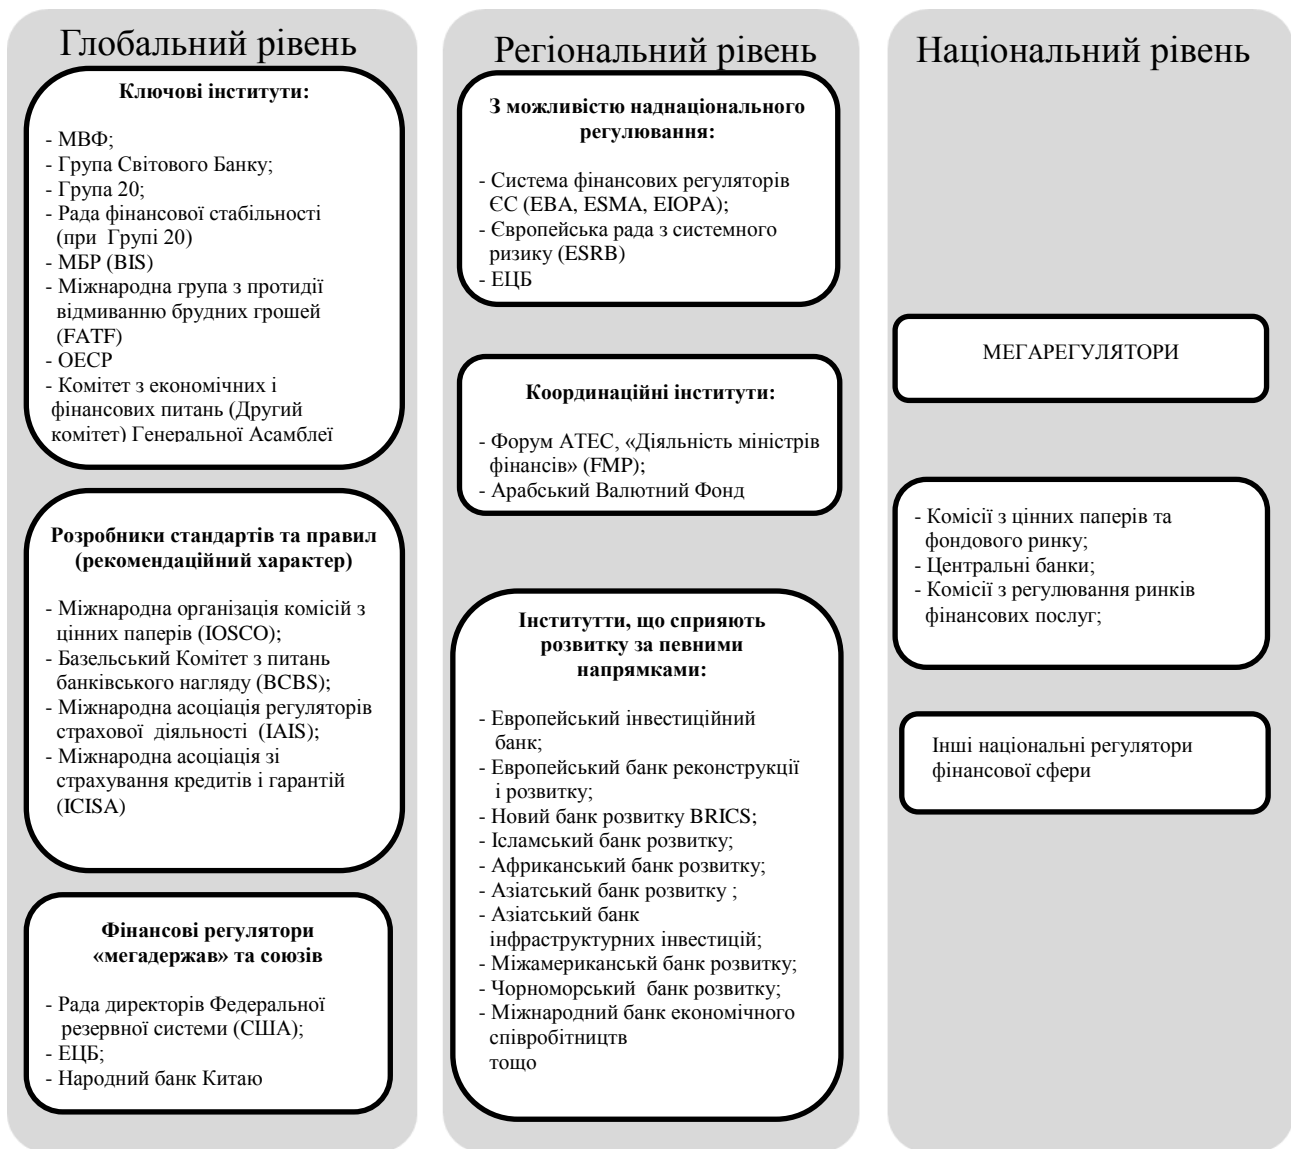 Глобальний рівень
Ключові інститути:
- МВФ;
- Група Світового Банку;
- Група 20;
- Рада фінансової стабільності
(при Групі 20)
- МБР (BIS)
- Міжнародна група з протидії
відмиванню брудних грошей
(FATF)
- ОЕСР
- Комітет з економічних і
фінансових питань (Другий
комітет) Генеральної Асамблеї
Розробники стандартів та правил
(рекомендаційний характер)
- Міжнародна організація комісій з
цінних паперів (IOSCO);
- Базельський Комітет з питань
банківського нагляду (BCBS);
- Міжнародна асоціація регуляторів
страхової діяльності (IAIS);
- Міжнародна асоціація зі
страхування кредитів і гарантій
(ICISA)
Фінансові регулятори
«мегадержав» та союзів
- Рада директорів Федеральної
резервної системи (США);
- ЕЦБ;
- Народний банк Китаю
Регіональний рівень
З можливістю наднаціонального
регулювання:
- Система фінансових регуляторів
ЄС (EBA, ESMA, EIOPA);
- Європейська рада з системного
ризику (ESRB)
- ЕЦБ
Координаційні інститути:
- Форум АТЕС, «Діяльність міністрів
фінансів» (FMP);
- Арабський Валютний Фонд
Інститутти, що сприяють
розвитку за певними
напрямками:
- Европейський інвестиційний
банк;
- Европейський банк реконструкції
і розвитку;
- Новий банк розвитку BRICS;
- Ісламський банк розвитку;
- Африканський банк розвитку;
- Азіатський банк розвитку ;
- Азіатський банк
інфраструктурних інвестицій;
- Міжамериканськй банк розвитку;
- Чорноморський банк розвитку;
- Міжнародний банк економічного
співробітництв
тощо
Національний рівень
МЕГАРЕГУЛЯТОРИ
- Комісії з цінних паперів та
фондового ринку;
- Центральні банки;
- Комісії з регулювання ринків
фінансових послуг;
Інші національні регулятори
фінансової сфери